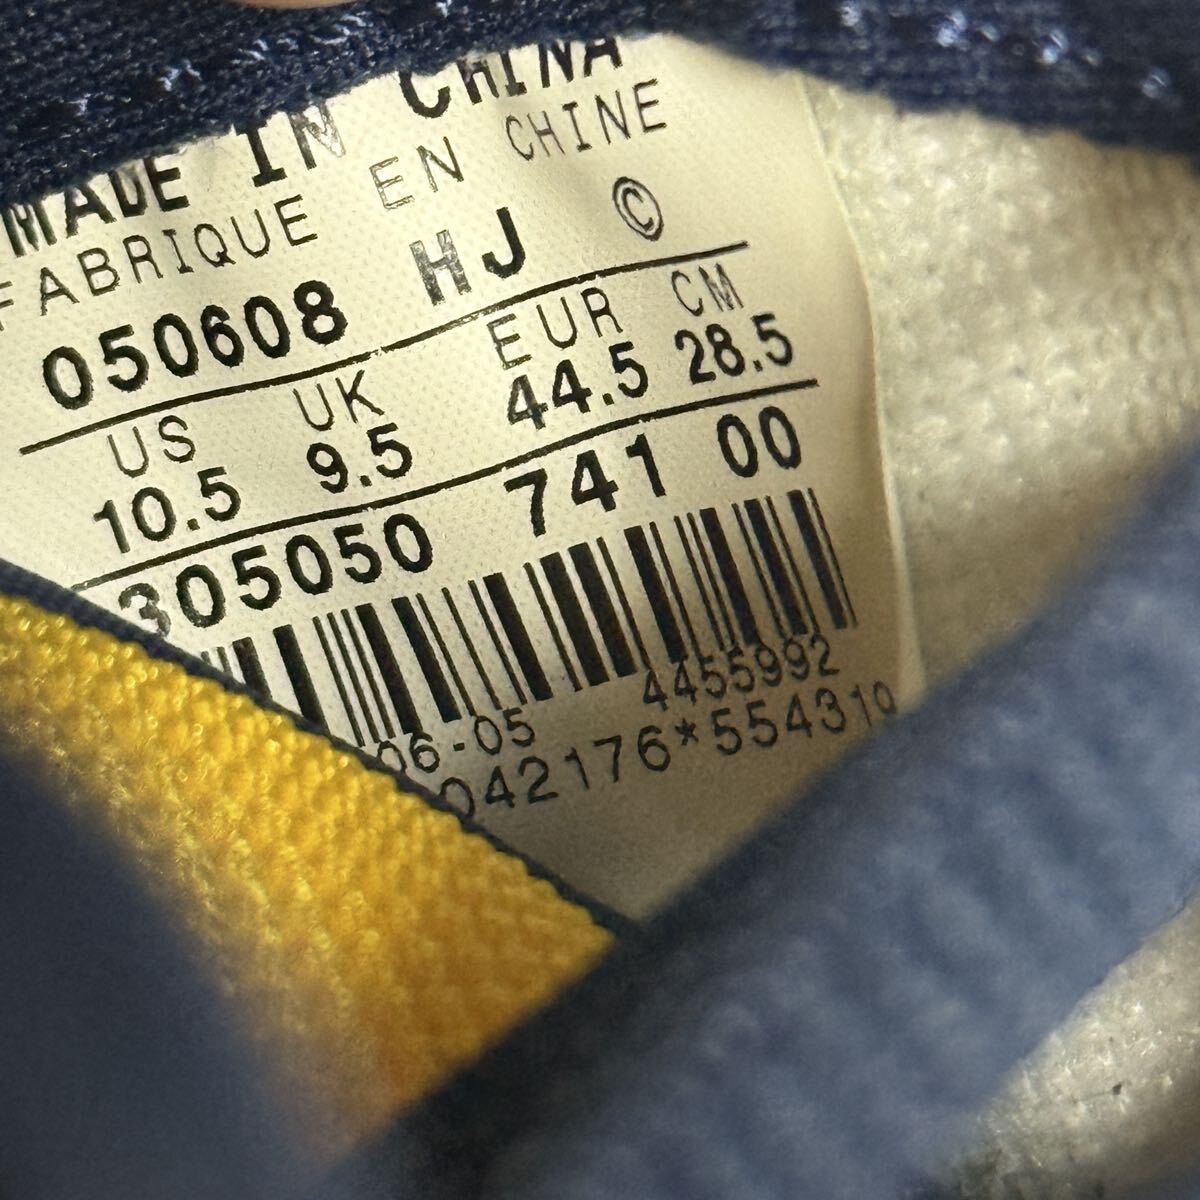 MADE IN CHINA
FABRIQUE EN CHINE
050608 HJ ©
US UK EUR CM
10.5 9.5 44.5 28.5
305050 741 00
06-05 4455992
042176*554310